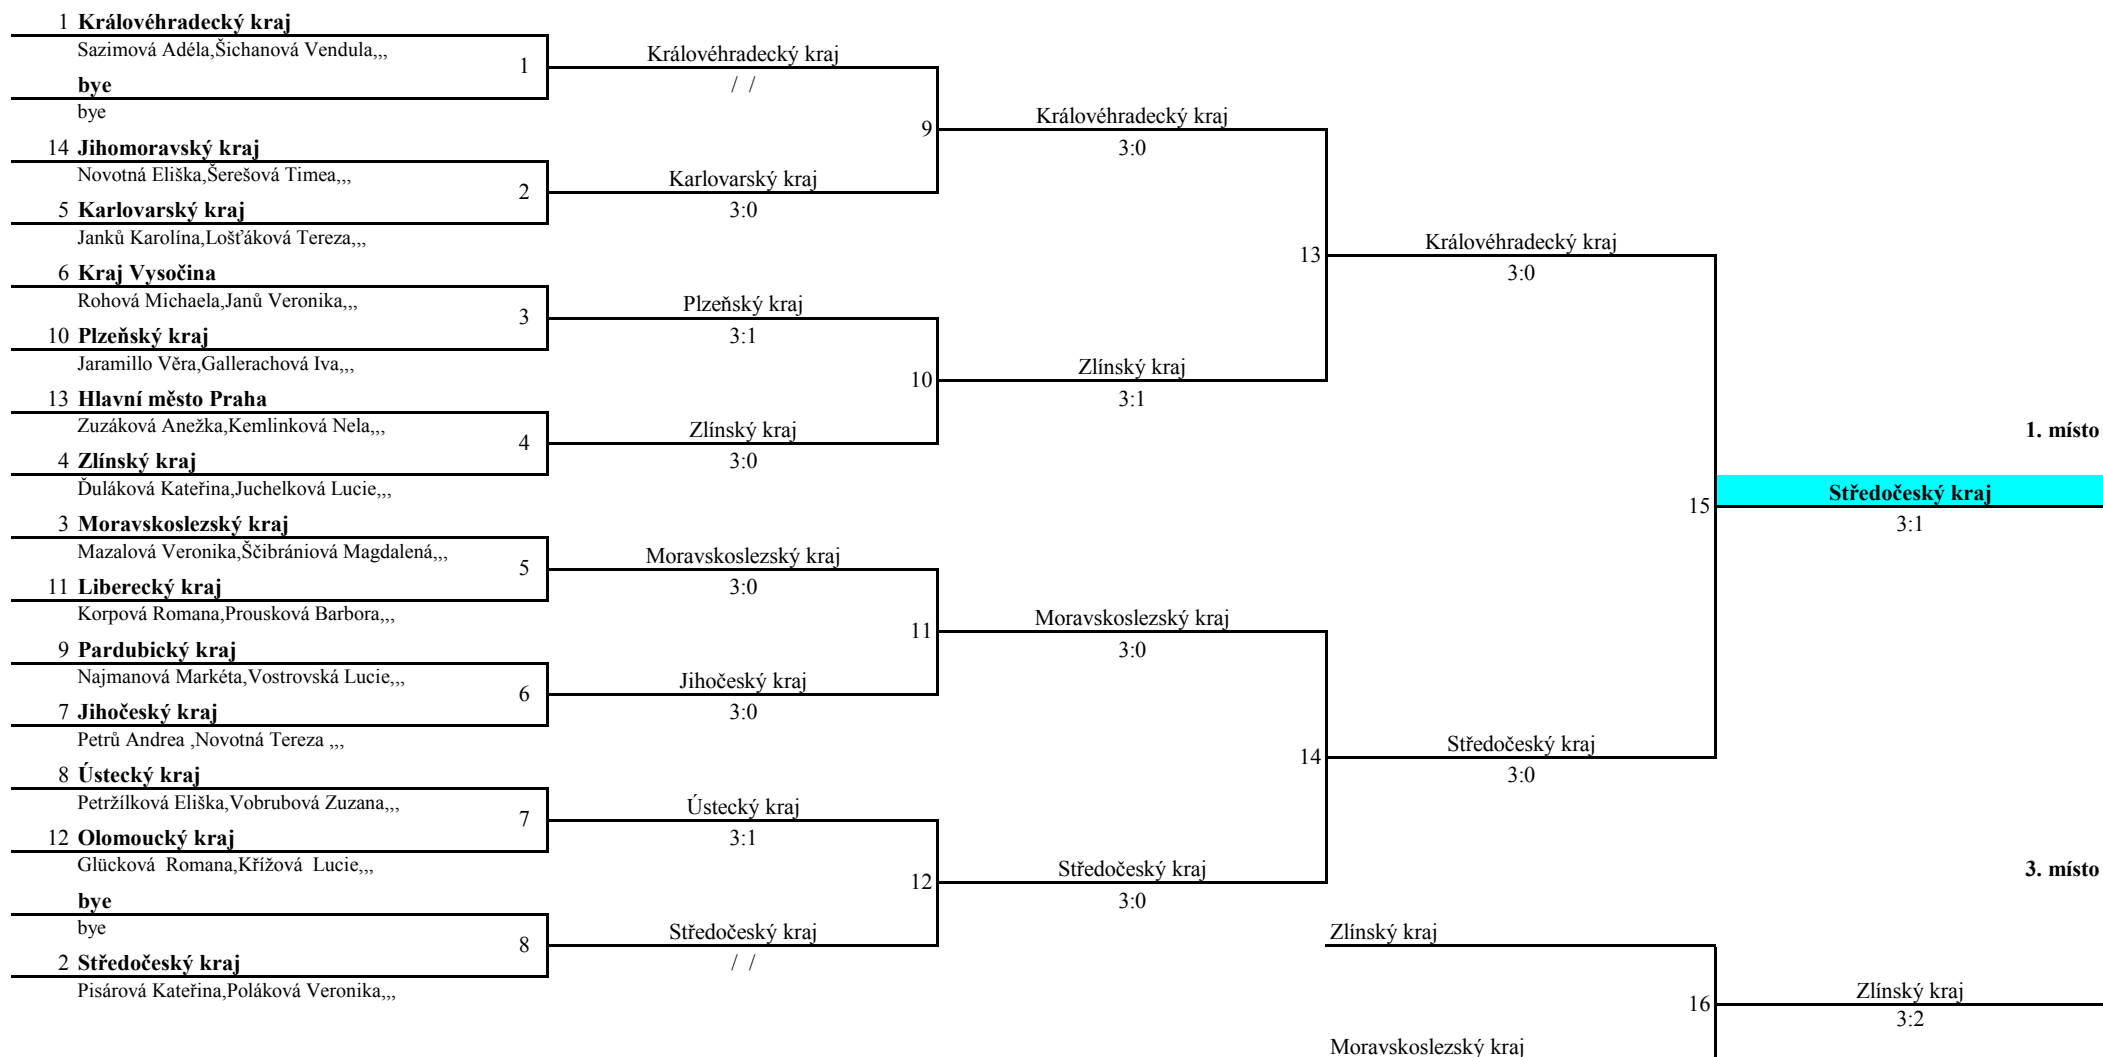 1 Královéhradecký kraj
Sazimová Adéla,Šichanová Vendula,,,
1
Královéhradecký kraj
bye
/ /
bye
9
Královéhradecký kraj
14 Jihomoravský kraj
3:0
Novotná Eliška,Šerešová Timea,,,
2
Karlovarský kraj
5 Karlovarský kraj
3:0
Janků Karolína,Lošťáková Tereza,,,
13
Královéhradecký kraj
6 Kraj Vysočina
3:0
Rohová Michaela,Janů Veronika,,,
3
Plzeňský kraj
10 Plzeňský kraj
3:1
Jaramillo Věra,Gallerachová Iva,,,
10
Zlínský kraj
13 Hlavní město Praha
3:1
Zuzáková Anežka,Kemlinková Nela,,,
4
Zlínský kraj
1. místo
4 Zlínský kraj
3:0
Ďuláková Kateřina,Juchelková Lucie,,,
15
Středočeský kraj
3 Moravskoslezský kraj
3:1
Mazalová Veronika,Ščibrániová Magdalená,,,
5
Moravskoslezský kraj
11 Liberecký kraj
3:0
Korpová Romana,Prousková Barbora,,,
11
Moravskoslezský kraj
9 Pardubický kraj
3:0
Najmanová Markéta,Vostrovská Lucie,,,
6
Jihočeský kraj
7 Jihočeský kraj
3:0
Petrů Andrea ,Novotná Tereza ,,,
14
Středočeský kraj
8 Ústecký kraj
3:0
Petržílková Eliška,Vobrubová Zuzana,,,
7
Ústecký kraj
12 Olomoucký kraj
3:1
Glücková  Romana,Křížová  Lucie,,,
12
Středočeský kraj
3. místo
bye
3:0
bye
8
Středočeský kraj
Zlínský kraj
2 Středočeský kraj
/ /
Pisárová Kateřina,Poláková Veronika,,,
16
Zlínský kraj
3:2
Moravskoslezský kraj